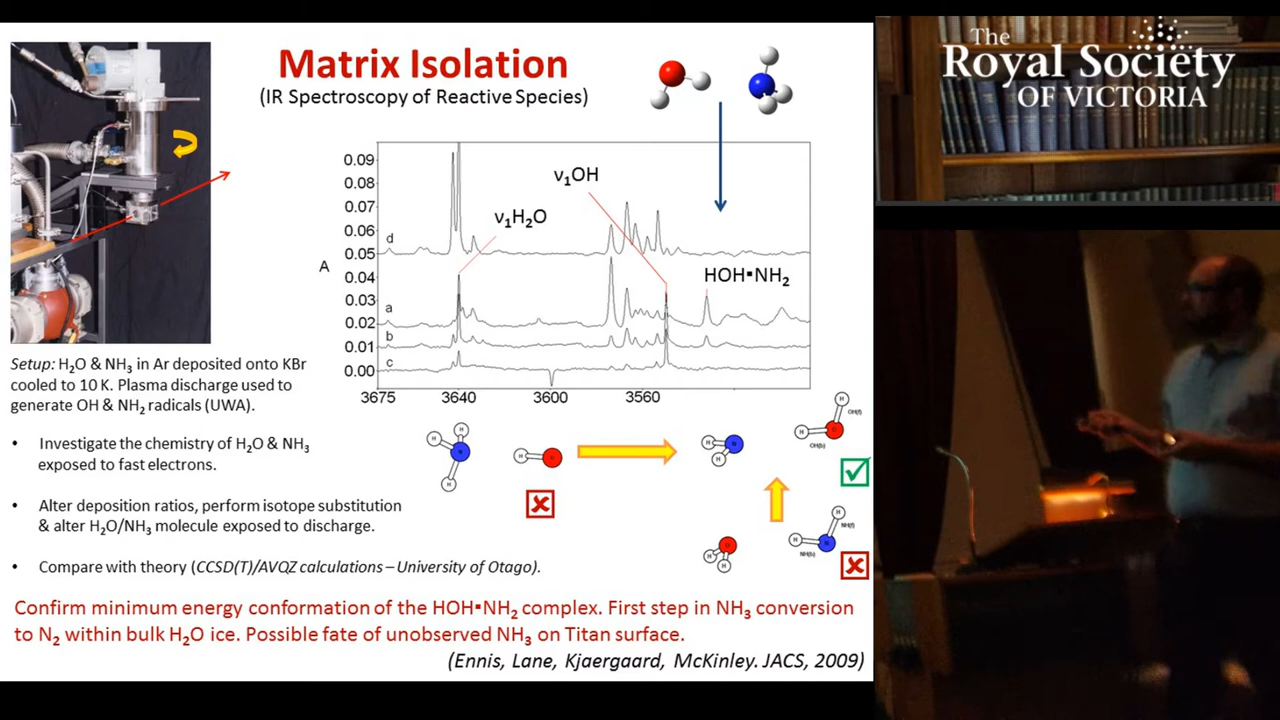 Matrix Isolation
(IR Spectroscopy of Reactive Species)
The
Royal Society
OF VICTORIA
ν₁OH
ν₁H₂O
HOH▪NH₂
A
0.09
0.08
0.07
0.06
0.05
0.04
0.03
0.02
0.01
0.00
d
a
b
c
3675
3640
3600
3560
Setup: H₂O & NH₃ in Ar deposited onto KBr
cooled to 10 K. Plasma discharge used to
generate OH & NH₂ radicals (UWA).
• Investigate the chemistry of H₂O & NH₃
exposed to fast electrons.
• Alter deposition ratios, perform isotope substitution
& alter H₂O/NH₃ molecule exposed to discharge.
• Compare with theory (CCSD(T)/AVQZ calculations – University of Otago).
H
H
N
H
H
H
N
H
H
OH(f)
H
OH(b)
H
NH(f)
H
N
NH(b)
H
H
Confirm minimum energy conformation of the HOH▪NH₂ complex. First step in NH₃ conversion
to N₂ within bulk H₂O ice. Possible fate of unobserved NH₃ on Titan surface.
(Ennis, Lane, Kjaergaard, McKinley. JACS, 2009)